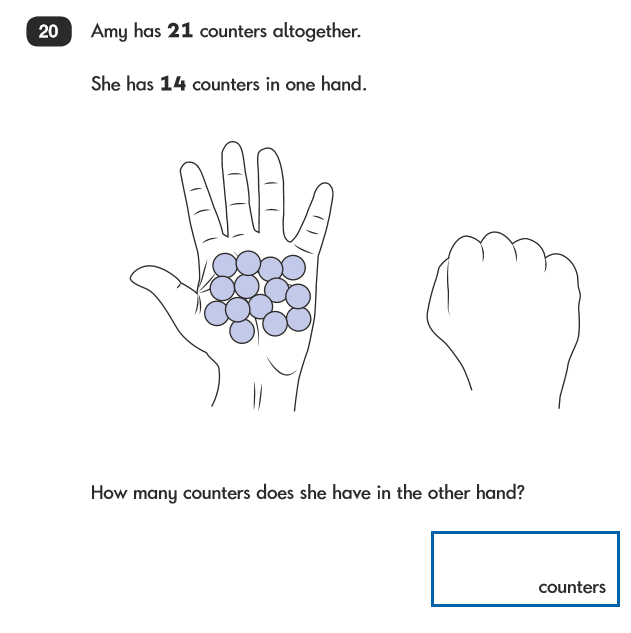 20 Amy has 21 counters altogether.
She has 14 counters in one hand.
How many counters does she have in the other hand?
counters